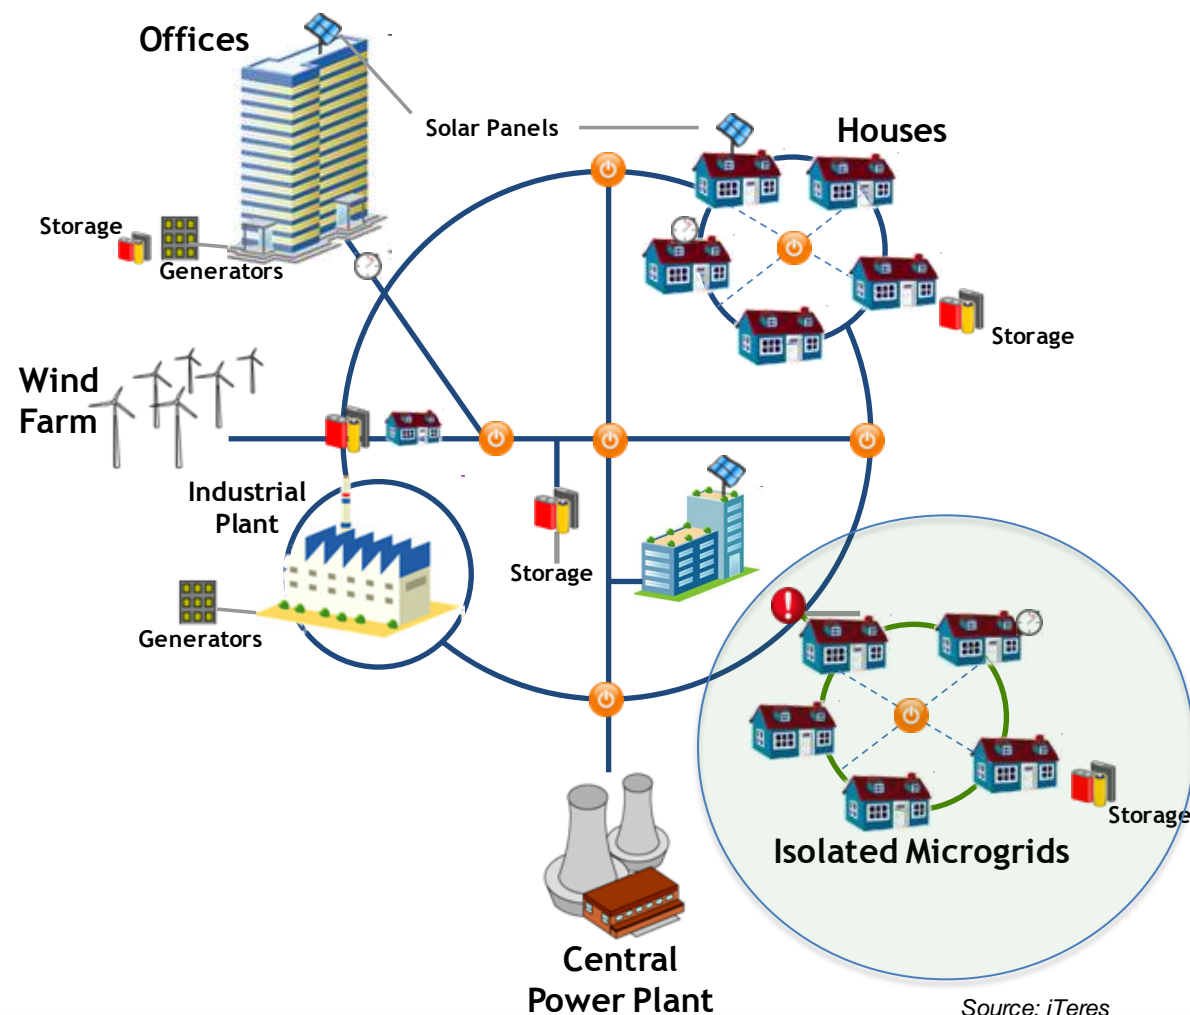 Offices
Solar Panels
Houses
Storage
Generators
Storage
Wind
Farm
Industrial
Plant
Storage
Generators
Storage
Isolated Microgrids
Central
Power Plant
Source: iTeres